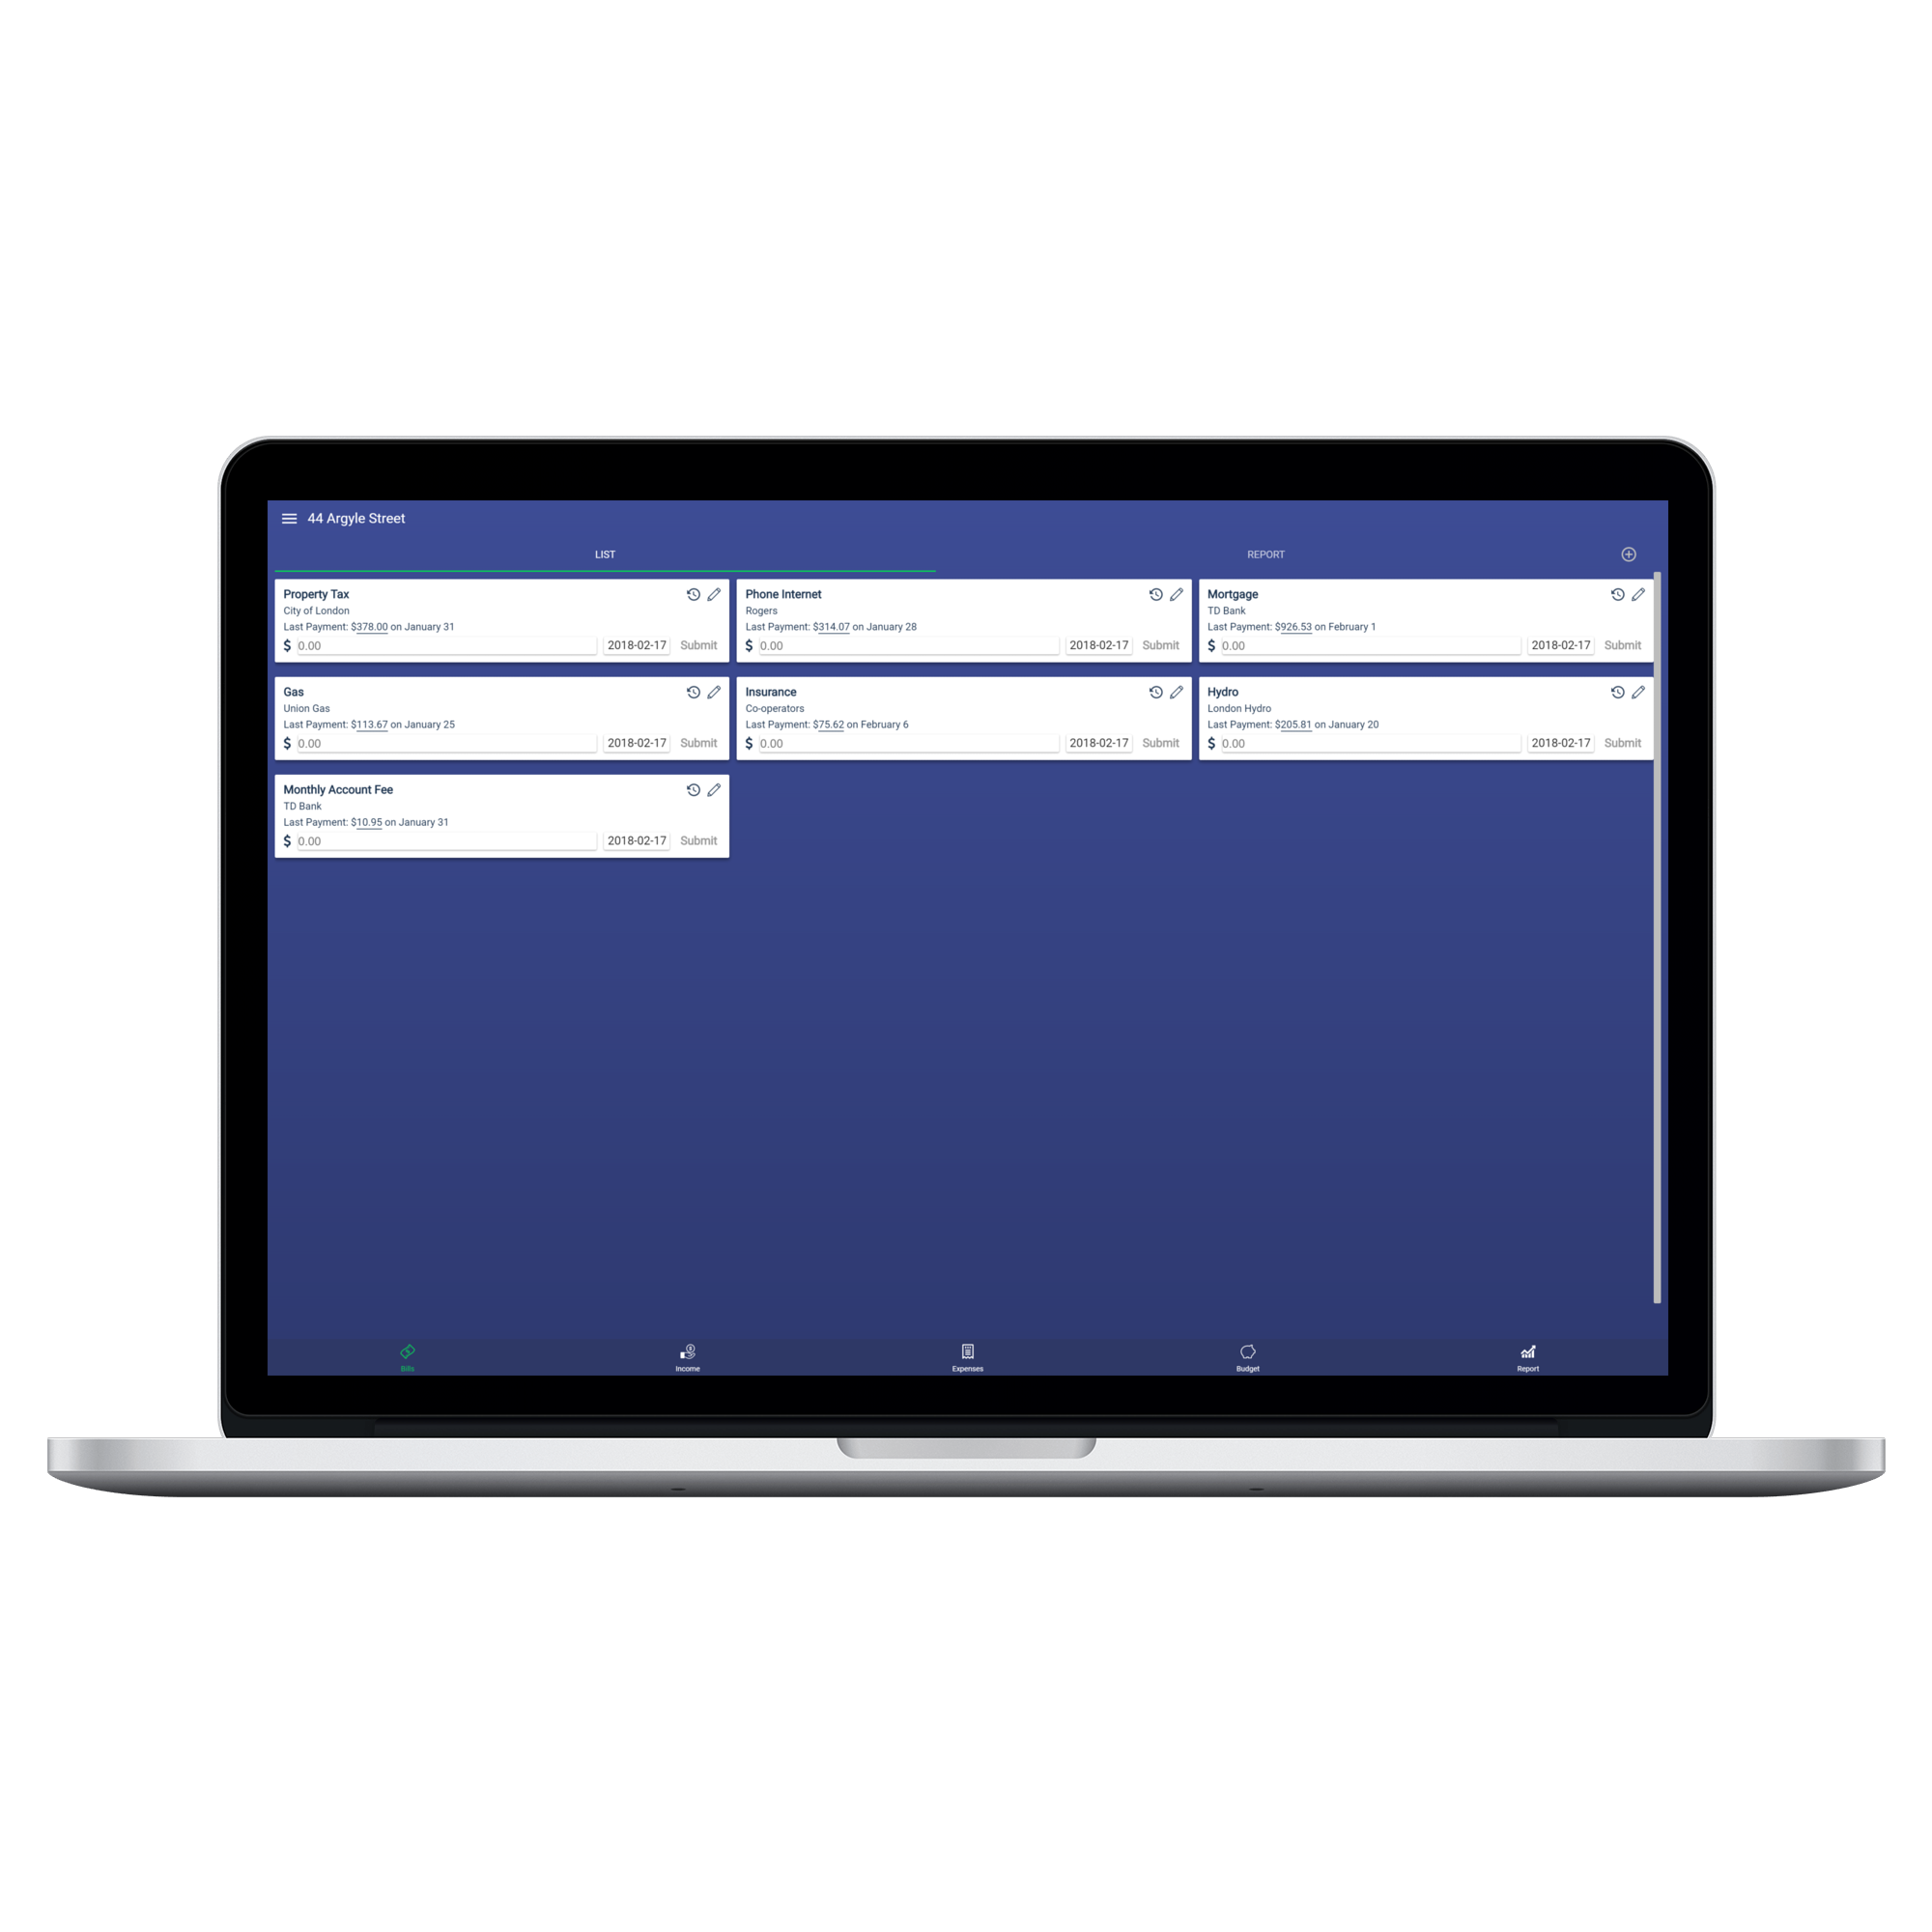 44 Argyle Street
LIST
REPORT
Property Tax
City of London
Last Payment: $378.00 on January 31
$ 0.00 2018-02-17 Submit
Phone Internet
Rogers
Last Payment: $314.07 on January 28
$ 0.00 2018-02-17 Submit
Mortgage
TD Bank
Last Payment: $926.53 on February 1
$ 0.00 2018-02-17 Submit
Gas
Union Gas
Last Payment: $113.67 on January 25
$ 0.00 2018-02-17 Submit
Insurance
Co-operators
Last Payment: $75.62 on February 6
$ 0.00 2018-02-17 Submit
Hydro
London Hydro
Last Payment: $205.81 on January 20
$ 0.00 2018-02-17 Submit
Monthly Account Fee
TD Bank
Last Payment: $10.95 on January 31
$ 0.00 2018-02-17 Submit
Bills
Income
Expenses
Budget
Report